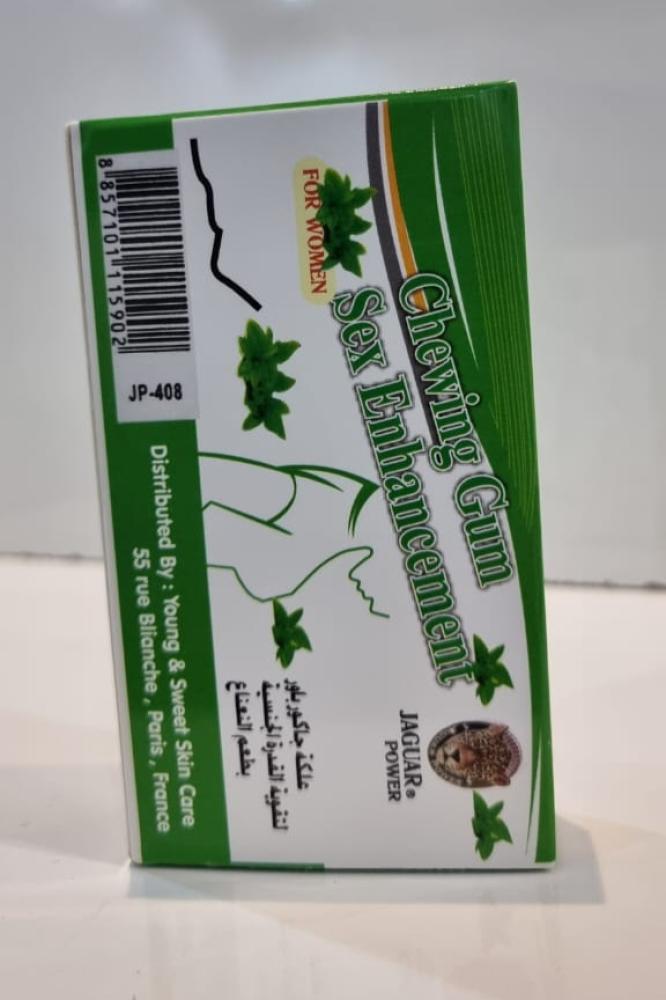 Chewing Gum
Sex Enhancement
FOR WOMEN
JAGUAR®
POWER
علكة جاكور باور
لتقوية القدرة الجنسية
بطعم النعناع
Distributed By : Young & Sweet Skin Care
55 rue Blianche , Paris , France
8 857101 115902
JP-408